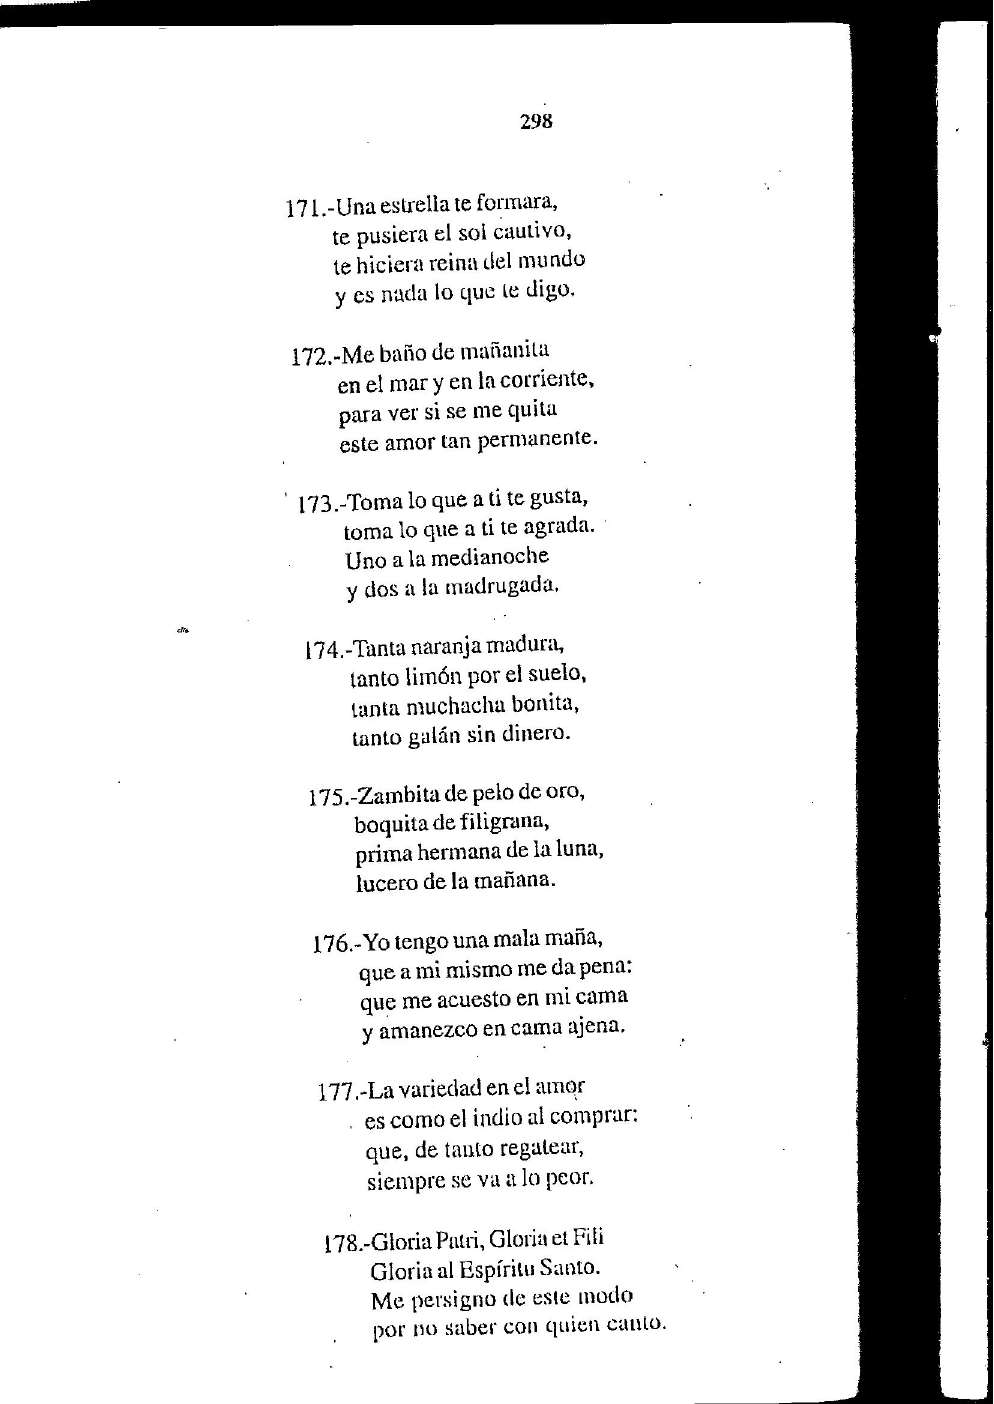 298
171.-Una estrella te formara,
te pusiera el sol cautivo,
te hiciera reina del mundo
y es nada lo que te digo.
172.-Me baño de mañanita
en el mar y en la corriente,
para ver si se me quita
este amor tan permanente.
173.-Toma lo que a ti te gusta,
toma lo que a ti te agrada.
Uno a la medianoche
y dos a la madrugada.
174.-Tanta naranja madura,
tanto limón por el suelo,
tanta muchacha bonita,
tanto galán sin dinero.
175.-Zambita de pelo de oro,
boquita de filigrana,
prima hermana de la luna,
lucero de la mañana.
176.-Yo tengo una mala maña,
que a mi mismo me da pena:
que me acuesto en mi cama
y amanezco en cama ajena.
177.-La variedad en el amor
es como el indio al comprar:
que, de tanto regatear,
siempre se va a lo peor.
178.-Gloria Patri, Gloria et Fili
Gloria al Espíritu Santo.
Me persigno de este modo
por no saber con quien canto.